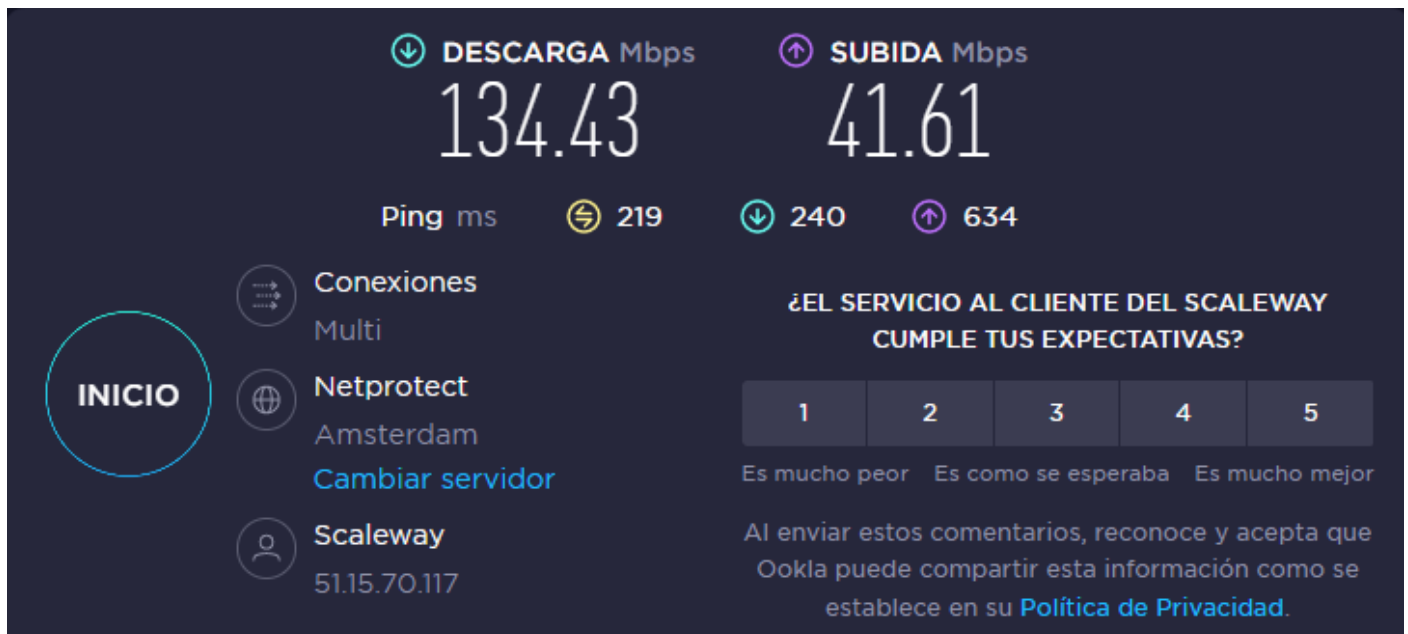 DESCARGA Mbps
SUBIDA Mbps
134.43
41.61
Ping ms 219 240 634
Conexiones
Multi
INICIO
Netprotect
Amsterdam
Cambiar servidor
Scaleway
51.15.70.117
¿EL SERVICIO AL CLIENTE DEL SCALEWAY
CUMPLE TUS EXPECTATIVAS?
1 2 3 4 5
Es mucho peor Es como se esperaba Es mucho mejor
Al enviar estos comentarios, reconoce y acepta que
Ookla puede compartir esta información como se
establece en su Política de Privacidad.